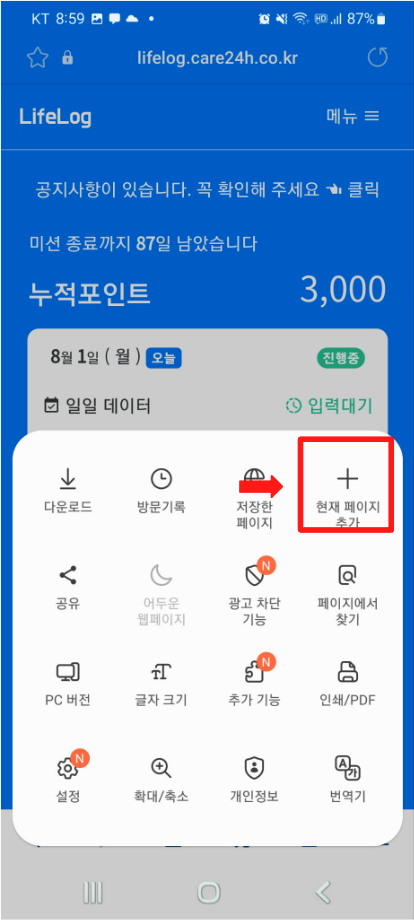 KT 8:59 87%
lifelog.care24h.co.kr
LifeLog 메뉴
공지사항이 있습니다. 꼭 확인해 주세요 클릭
미션 종료까지 87일 남았습니다
누적포인트 3,000
8월 1일 ( 월 ) 오늘 진행중
일일 데이터 입력대기
다운로드
방문기록
저장한
페이지
현재 페이지
추가
공유
어두운
웹페이지
N
광고 차단
기능
페이지에서
찾기
PC 버전
글자 크기
N
추가 기능
인쇄/PDF
N
설정
확대/축소
개인정보
번역기